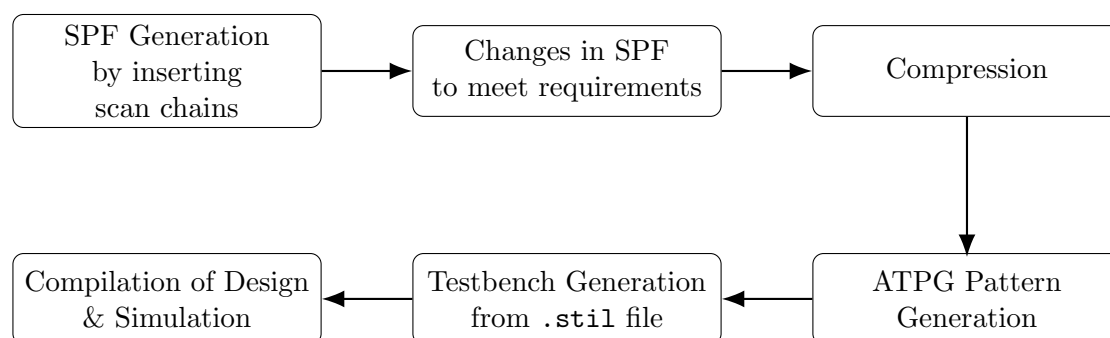 SPF Generation
by inserting
scan chains
Changes in SPF
to meet requirements
Compression
ATPG Pattern
Generation
Testbench Generation
from .stil file
Compilation of Design
& Simulation